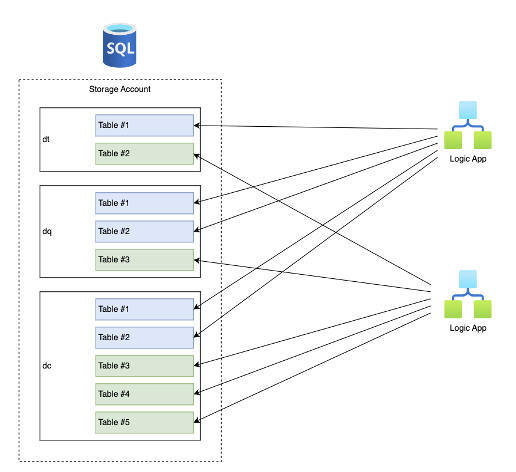 SQL
Storage Account
dt
Table #1
Table #2
dq
Table #1
Table #2
Table #3
dc
Table #1
Table #2
Table #3
Table #4
Table #5
Logic App
Logic App